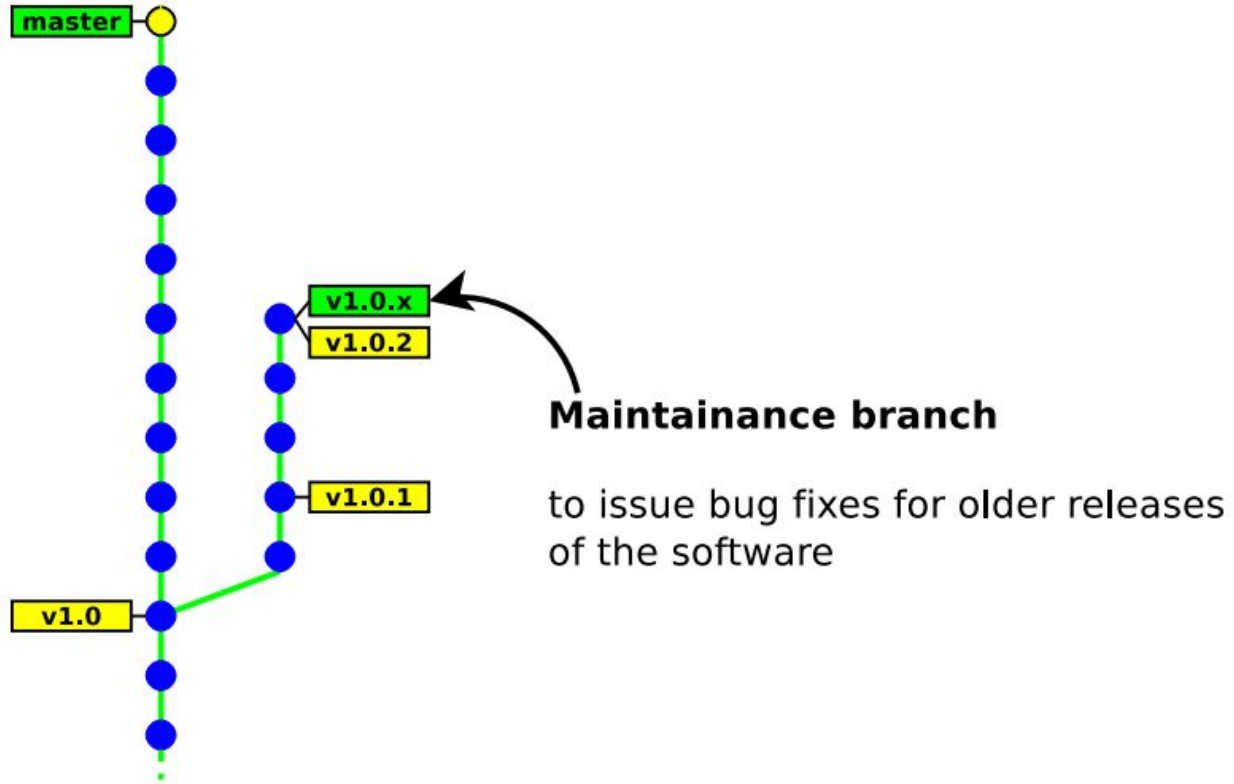 master
v1.0.x
v1.0.2
Maintainance branch
v1.0.1
to issue bug fixes for older releases
of the software
v1.0